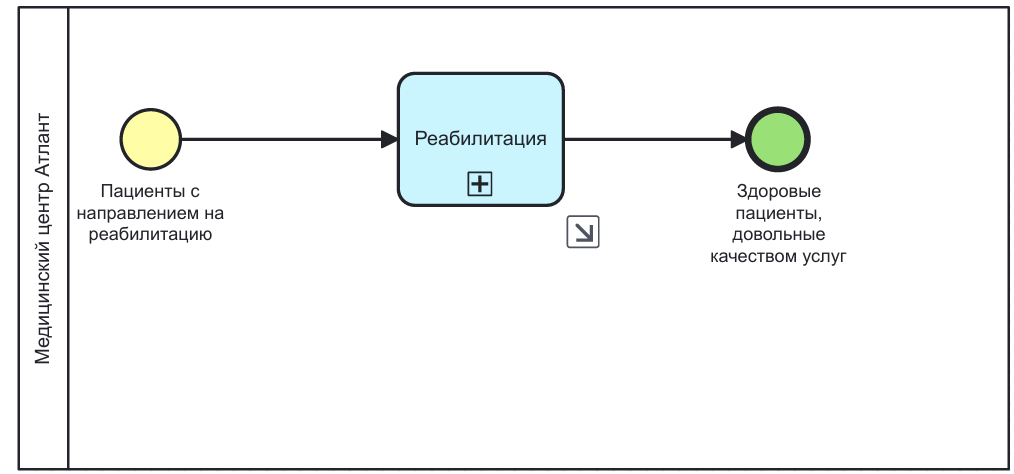 Медицинский центр Атлант
Пациенты с
направлением на
реабилитацию
Реабилитация
Здоровые
пациенты,
довольные
качеством услуг